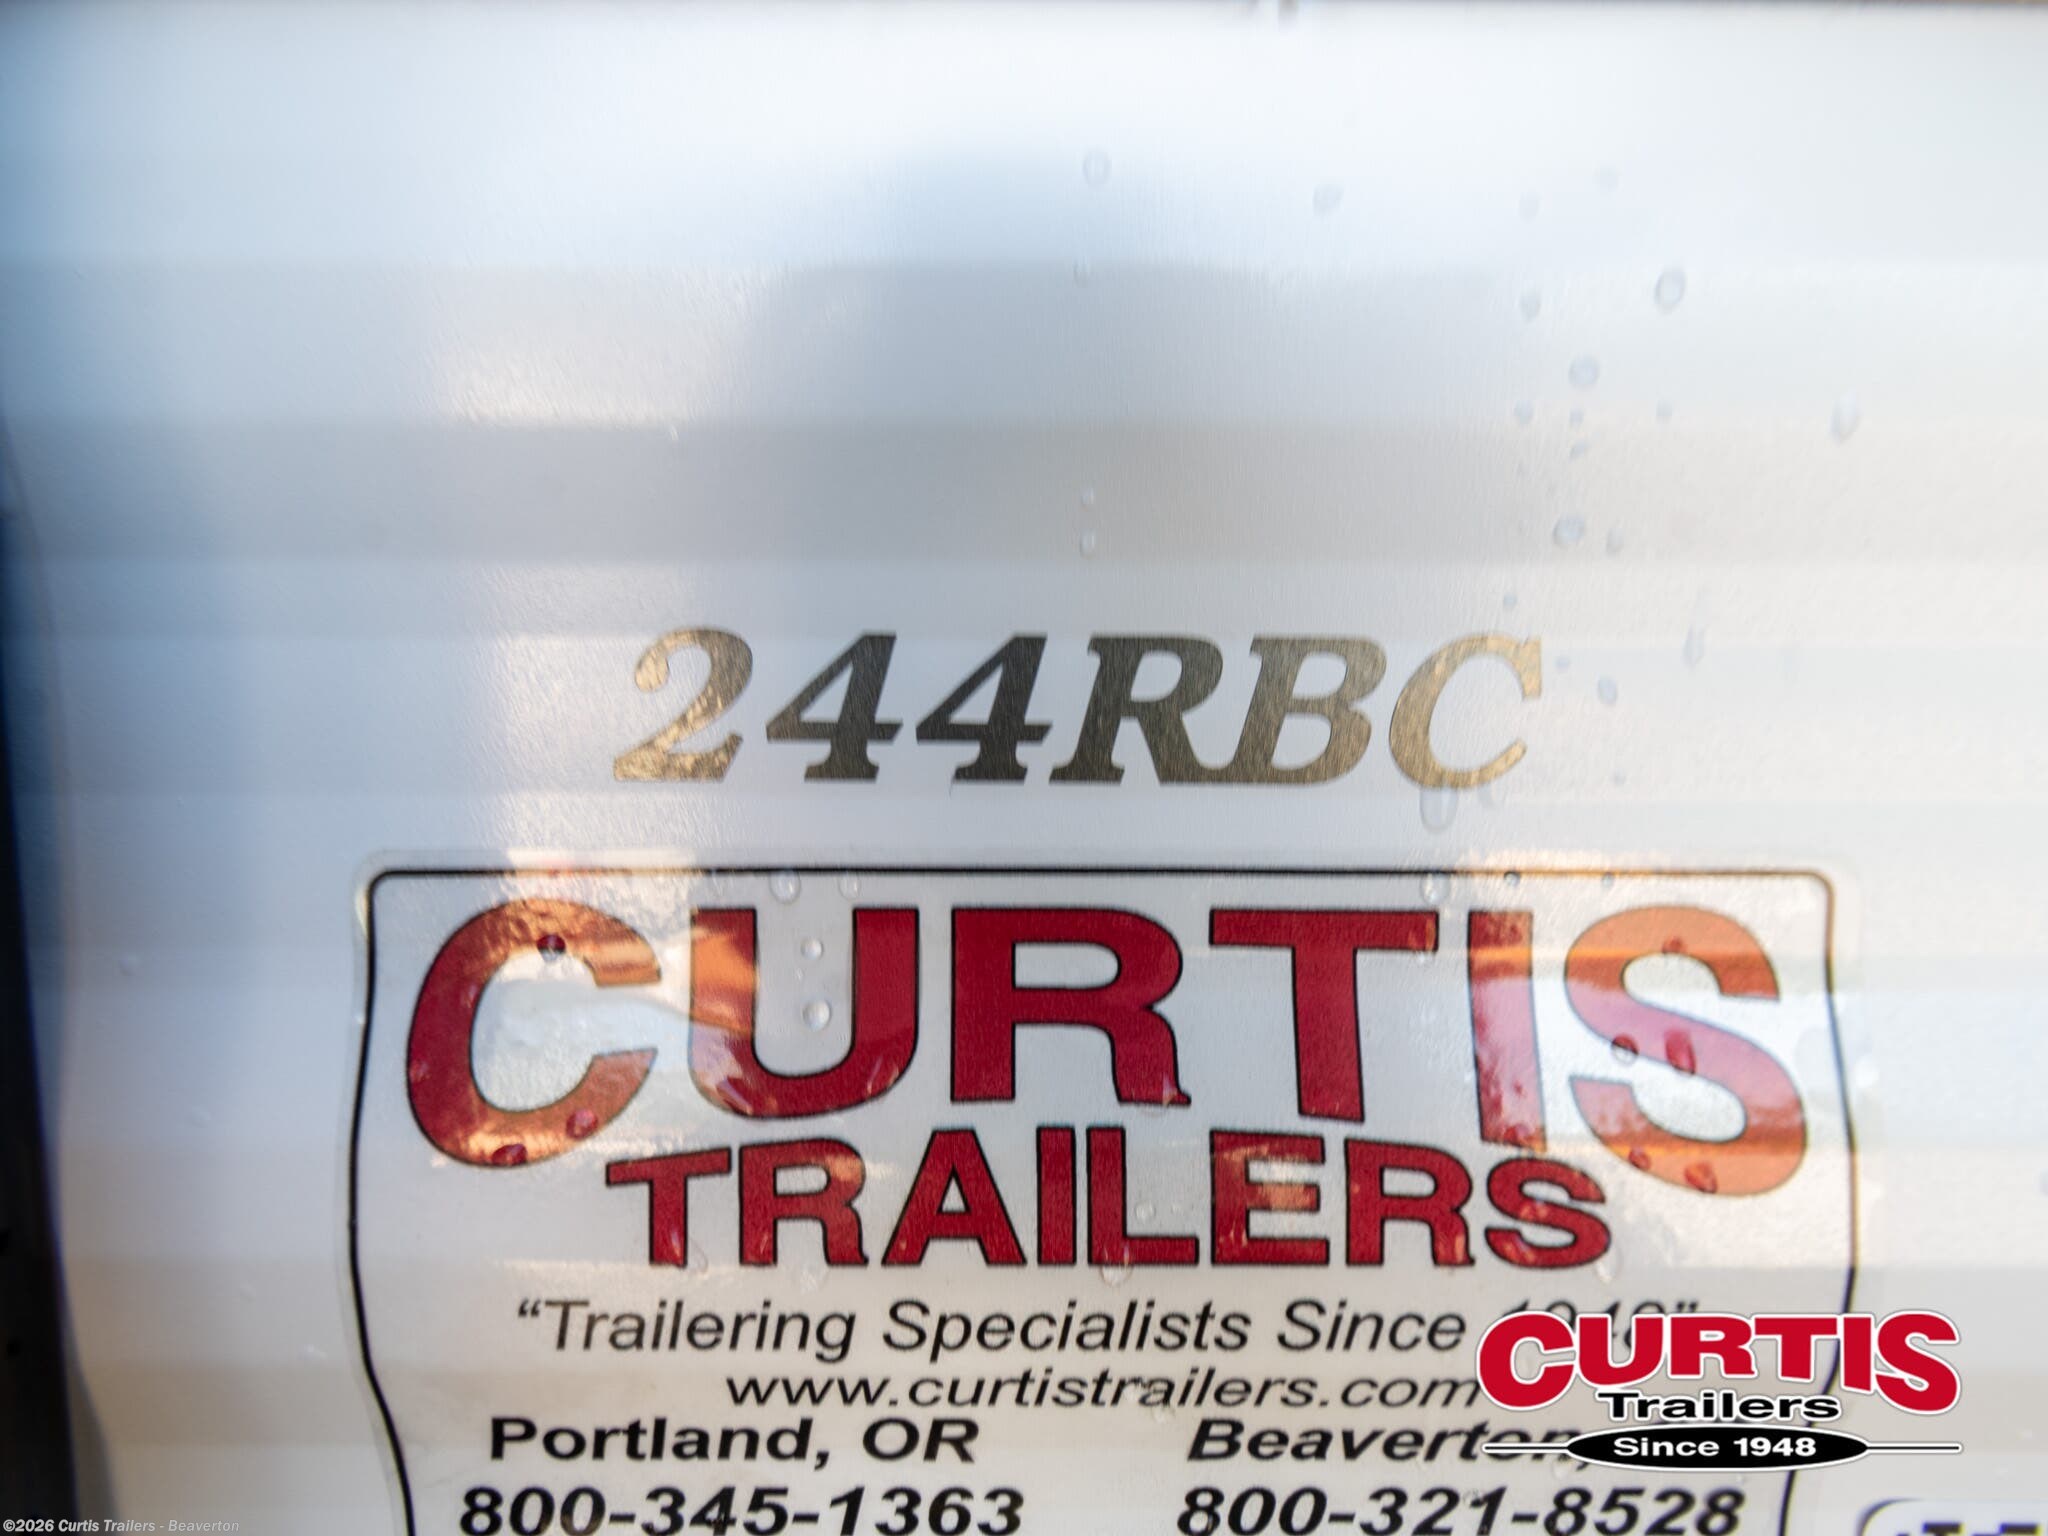 244RBC
CURTIS
TRAILERS
“Trailering Specialists Since
www.curtistrailers.com
Portland, OR Beaverton,
800-345-1363 800-321-8528
CURTIS
Trailers
Since 1948
©2026 Curtis Trailers - Beaverton